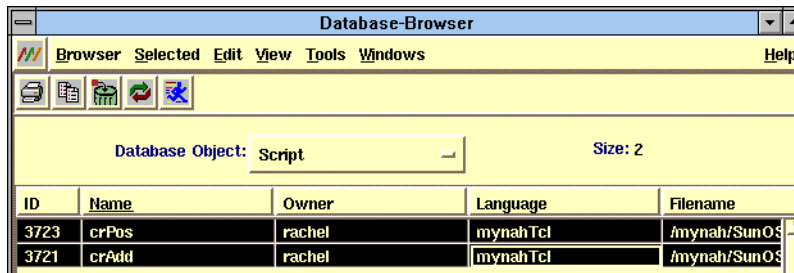 Database-Browser
Browser Selected Edit View Tools Windows Help
Database Object: Script Size: 2
ID Name Owner Language Filename
3723 crPos rachel mynahTcl /mynah/SunOS
3721 crAdd rachel mynahTcl /mynah/SunOS